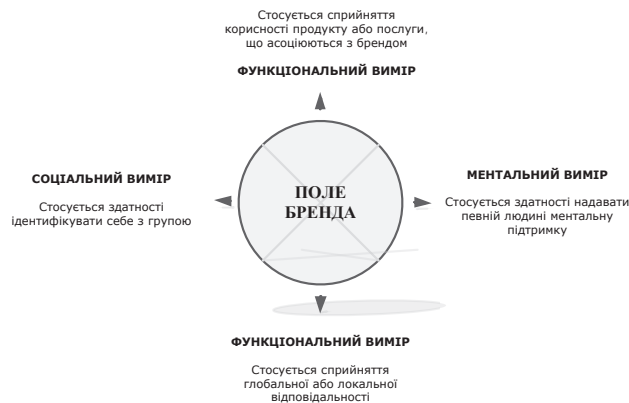 Стосується сприйняття
корисності продукту або послуги,
що асоціюються з брендом
ФУНКЦІОНАЛЬНИЙ ВИМІР
СОЦІАЛЬНИЙ ВИМІР
Стосується здатності
ідентифікувати себе з групою
ПОЛЕ
БРЕНДА
МЕНТАЛЬНИЙ ВИМІР
Стосується здатності надавати
певній людині ментальну
підтримку
ФУНКЦІОНАЛЬНИЙ ВИМІР
Стосується сприйняття
глобальної або локальної
відповідальності